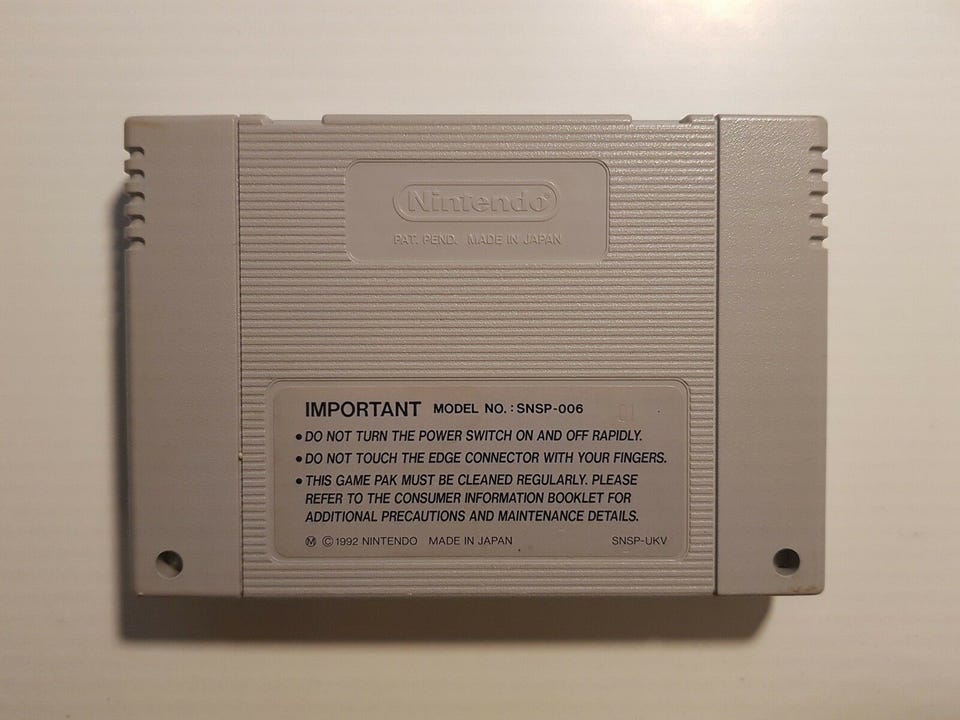 Nintendo®
PAT. PEND. MADE IN JAPAN
IMPORTANT MODEL NO.: SNSP-006
• DO NOT TURN THE POWER SWITCH ON AND OFF RAPIDLY.
• DO NOT TOUCH THE EDGE CONNECTOR WITH YOUR FINGERS.
• THIS GAME PAK MUST BE CLEANED REGULARLY. PLEASE
REFER TO THE CONSUMER INFORMATION BOOKLET FOR
ADDITIONAL PRECAUTIONS AND MAINTENANCE DETAILS.
Ⓜ © 1992 NINTENDO MADE IN JAPAN SNSP-UKV